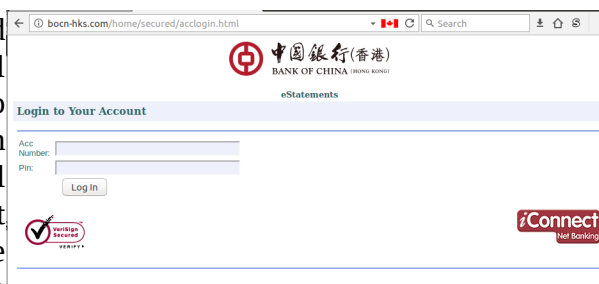 bocn-hks.com/home/secured/acclogin.html
Search
中国银行(香港)
BANK OF CHINA (HONG KONG)
eStatements
Login to Your Account
Acc
Number:
Pin:
Log In
VeriSign
Secured
VERIFY
iConnect
Net Banking